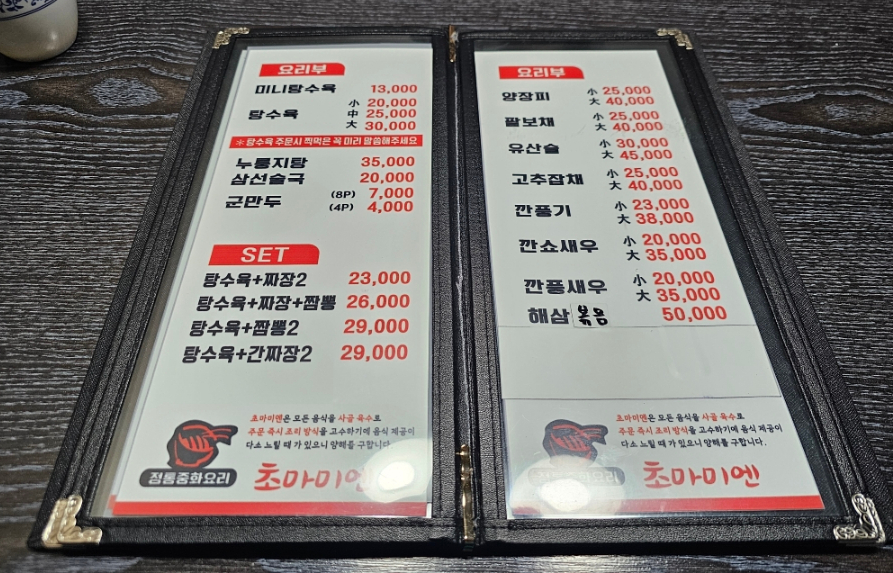 요리부
미니탕수육 13,000
탕수육 小 20,000
中 25,000
大 30,000
※ 탕수육 주문시 찍먹은 꼭 미리 말씀해주세요
누룽지탕 35,000
삼선술국 20,000
군만두 (8P) 7,000
(4P) 4,000
SET
탕수육+짜장2 23,000
탕수육+짜장+짬뽕 26,000
탕수육+짬뽕2 29,000
탕수육+간짜장2 29,000
초마미엔은 모든 음식을 사골 육수로
주문 즉시 조리 방식을 고수하기에 음식 제공이
다소 느릴 때가 있으니 양해를 구합니다.
정통중화요리
초마미엔
요리부
양장피 小 25,000
大 40,000
팔보채 小 25,000
大 40,000
유산슬 小 30,000
大 45,000
고추잡채 小 25,000
大 40,000
깐풍기 小 23,000
大 38,000
깐쇼새우 小 20,000
大 35,000
깐풍새우 小 20,000
大 35,000
해삼볶음 50,000
초마미엔은 모든 음식을 사골 육수로
주문 즉시 조리 방식을 고수하기에 음식 제공이
다소 느릴 때가 있으니 양해를 구합니다.
정통중화요리
초마미엔